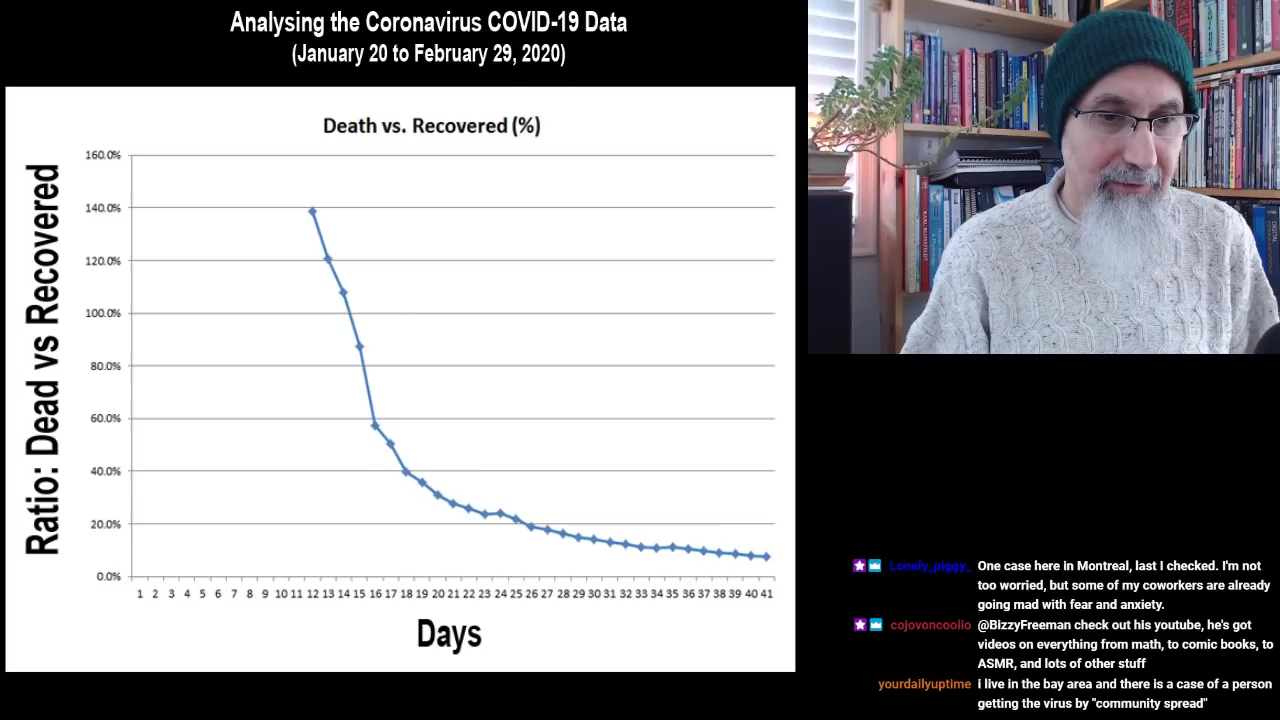 Analysing the Coronavirus COVID-19 Data
(January 20 to February 29, 2020)
Death vs. Recovered (%)
Ratio: Dead vs Recovered
160.0%
140.0%
120.0%
100.0%
80.0%
60.0%
40.0%
20.0%
0.0%
1 2 3 4 5 6 7 8 9 10 11 12 13 14 15 16 17 18 19 20 21 22 23 24 25 26 27 28 29 30 31 32 33 34 35 36 37 38 39 40 41
Days
Lonely_piggy_ One case here in Montreal, last I checked. I'm not
too worried, but some of my coworkers are already
going mad with fear and anxiety.
cojovoncoolio @BIzzyFreeman check out his youtube, he's got
videos on everything from math, to comic books, to
ASMR, and lots of other stuff
yourdailyuptime i live in the bay area and there is a case of a person
getting the virus by "community spread"